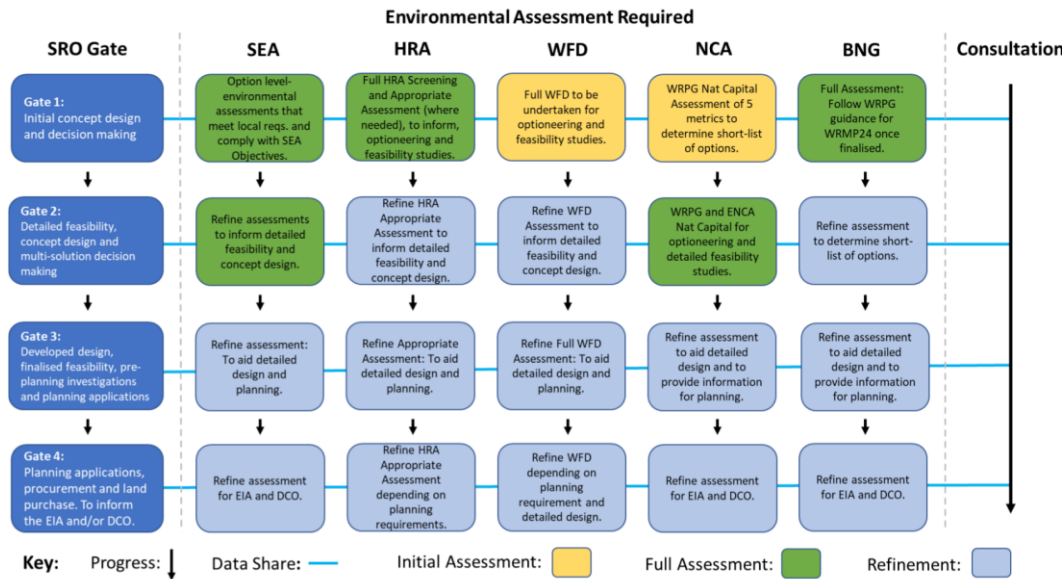 Environmental Assessment Required
SRO Gate
SEA
HRA
WFD
NCA
BNG
Consultation
Gate 1:
Initial concept
design and decision making
Option level-
environmental
assessments that
meet local reqs. and
comply with SEA
Objectives.
Full HRA Screening
and Appropriate
Assessment (where
needed), to inform,
optioneering and
feasibility studies.
Full WFD to be
undertaken for
optioneering and
feasibility studies.
WRPG Nat Capital
Assessment of 5
metrics to
determine short-list
of options.
Full Assessment:
Follow WRPG
guidance for
WRMP24 once
finalised.
Gate 2:
Detailed feasibility,
concept design and
multi-solution decision
making
Refine assessments
to inform detailed
feasibility and
concept design.
Refine HRA
Appropriate
Assessment to
inform detailed
feasibility and
concept design.
Refine WFD
Assessment to
inform detailed
feasibility and
concept design.
WRPG and ENCA
Nat Capital for
optioneering and
detailed feasibility
studies.
Refine assessment
to determine short-
list of options.
Gate 3:
Developed design,
finalised feasibility, pre-
planning investigations
and planning applications
Refine assessment:
To aid detailed
design and
planning.
Refine Appropriate
Assessment: To aid
detailed design and
planning.
Refine Full WFD
Assessment: To aid
detailed design and
planning.
Refine assessment
to aid detailed
design and to
provide information
for planning.
Refine assessment
to aid detailed
design and to
provide information
for planning.
Gate 4:
Planning applications,
procurement and land
purchase. To inform
the EIA and/or DCO.
Refine assessment
for EIA and DCO.
Refine HRA
Appropriate
Assessment
depending on
planning
requirements.
Refine WFD
depending on
planning
requirement and
detailed design.
Refine assessment
for EIA and DCO.
Refine assessment
for EIA and DCO.
Key:
Progress:
Data Share:
Initial Assessment:
Full Assessment:
Refinement: